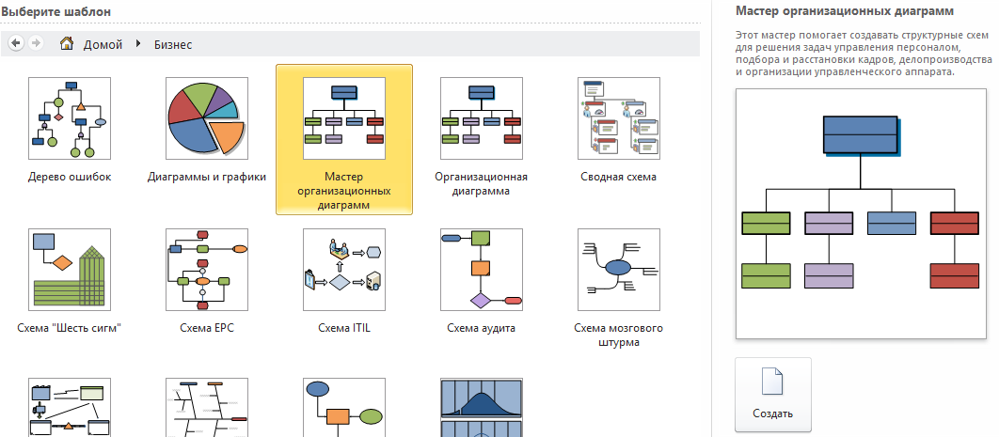 Выберите шаблон
Домой
Бизнес
Дерево ошибок
Диаграммы и графики
Мастер
организационных
диаграмм
Организационная
диаграмма
Сводная схема
Схема "Шесть сигм"
Схема EPC
Схема ITIL
Схема аудита
Схема мозгового
штурма
Мастер организационных диаграмм
Этот мастер помогает создавать структурные схем
для решения задач управления персоналом,
подбора и расстановки кадров, делопроизводства
и организации управленческого аппарата.
Создать